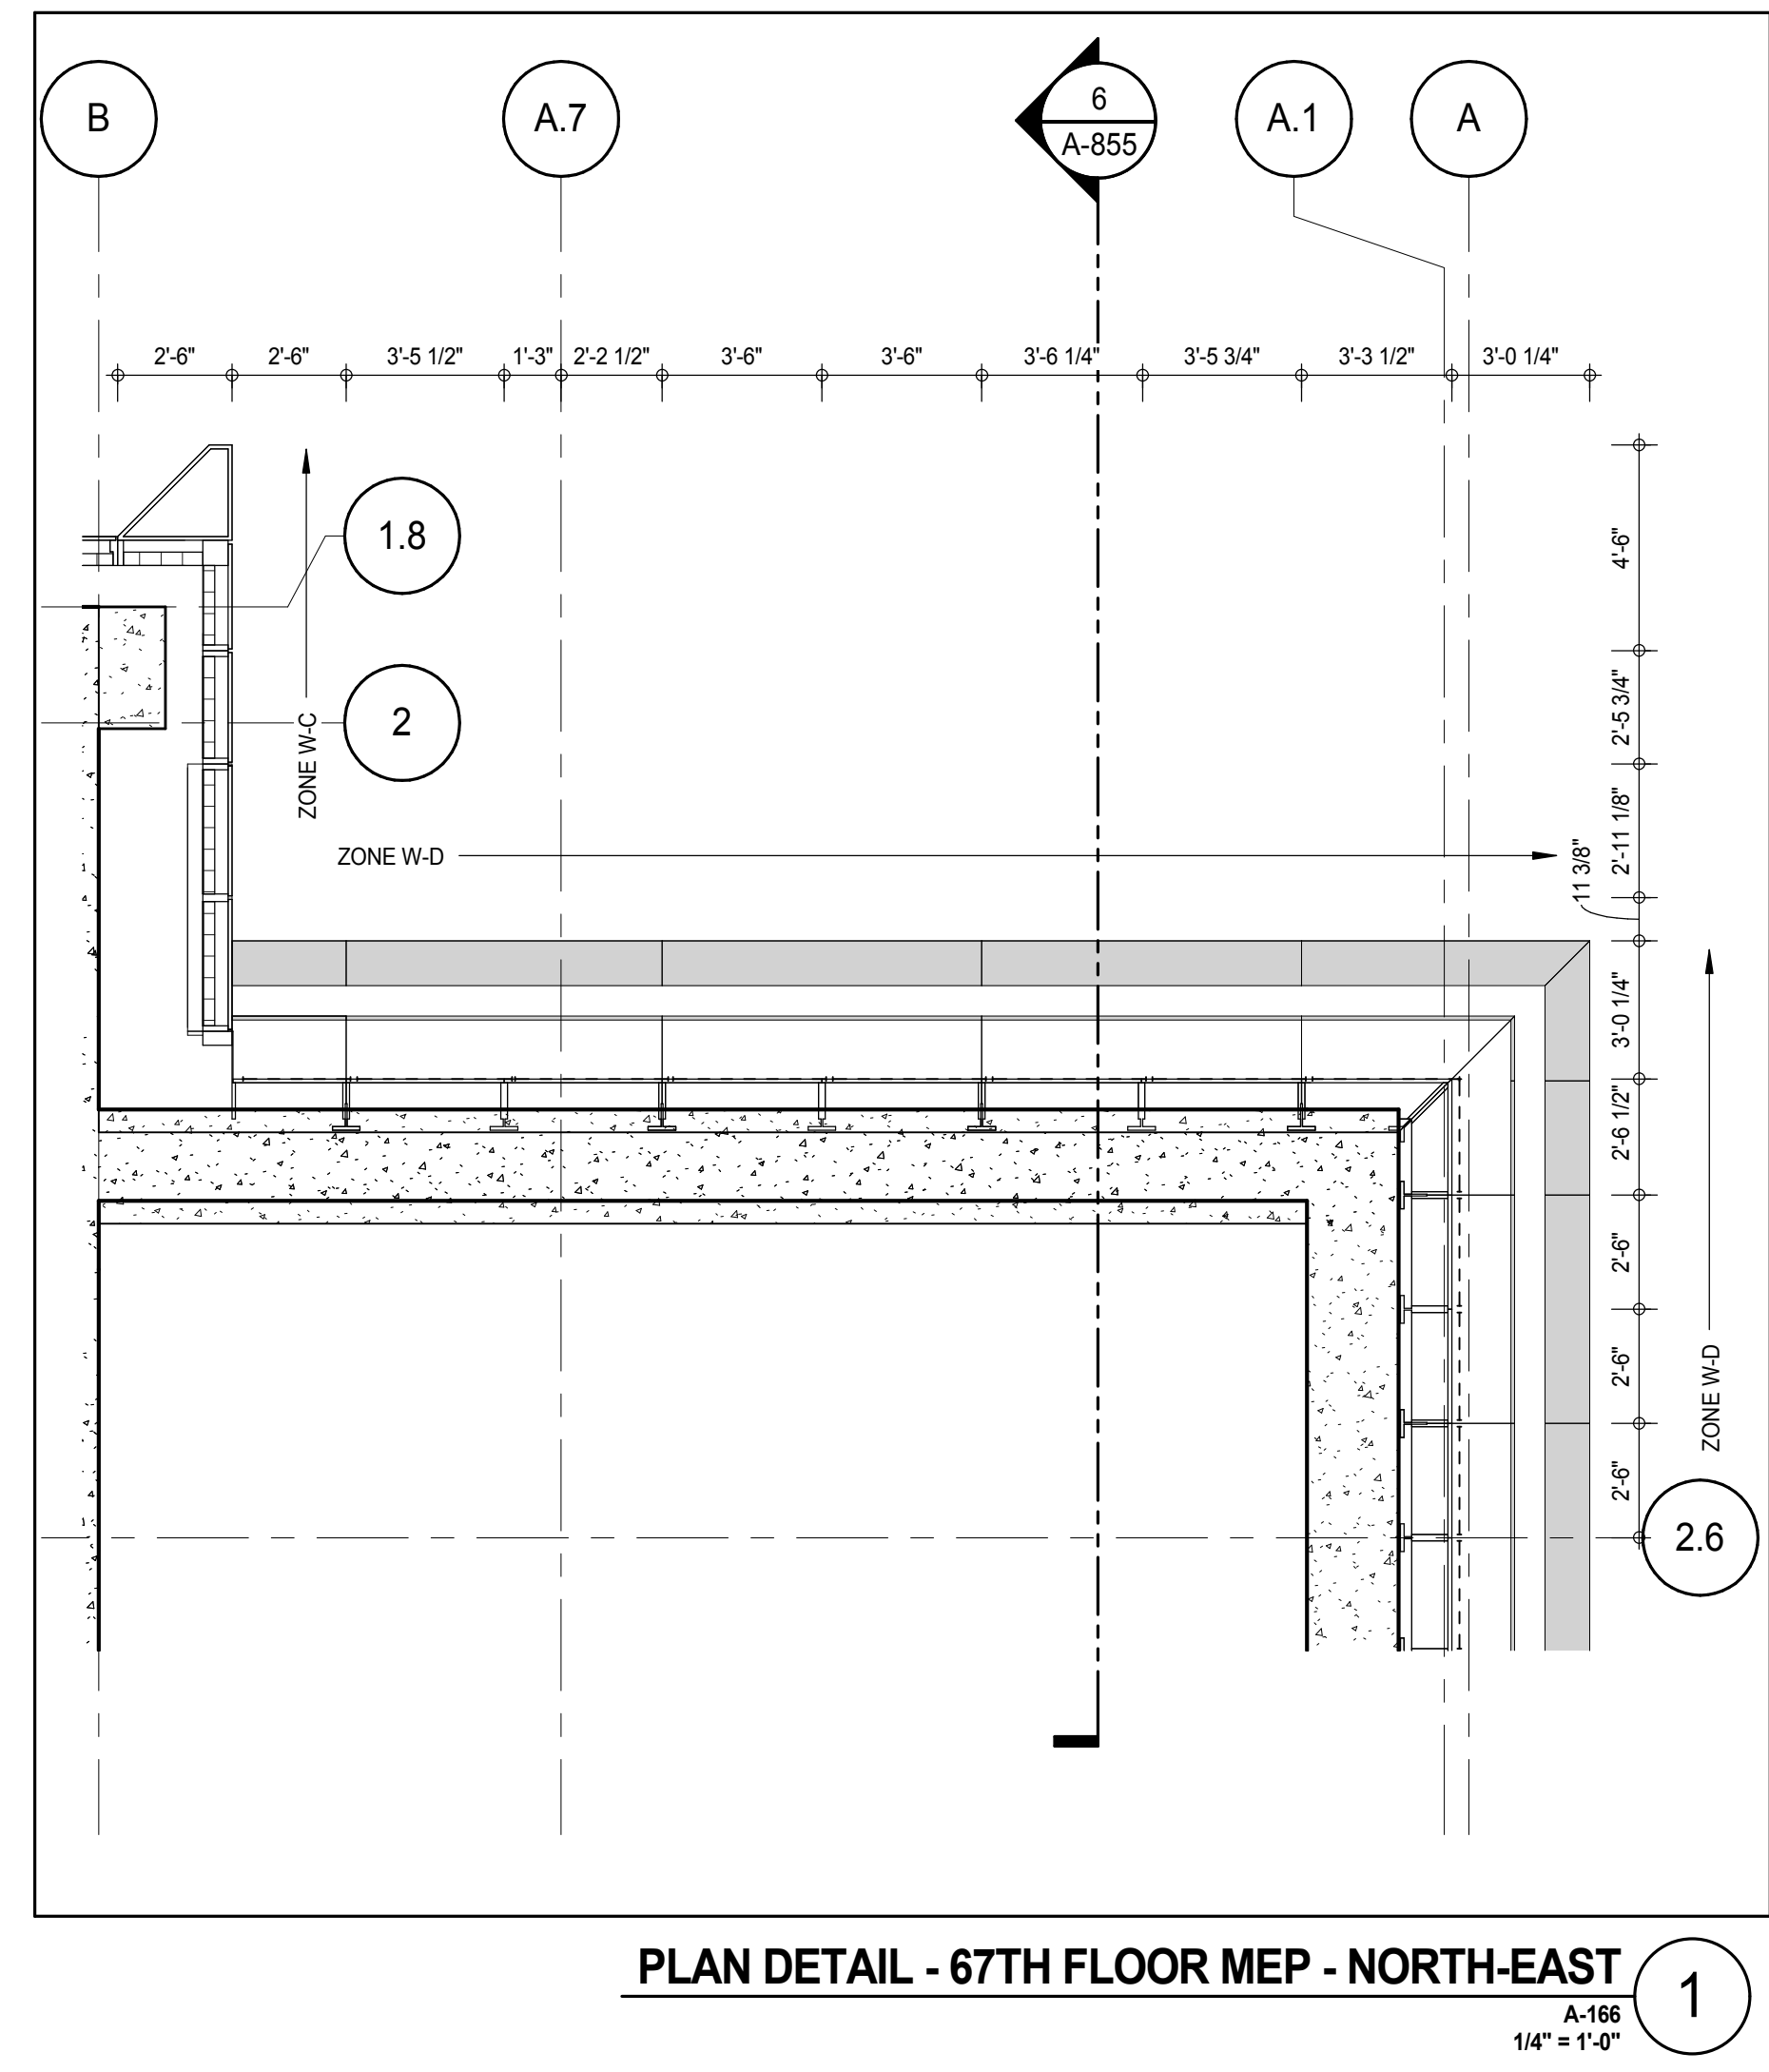 B
A.7
6
A-855
A.1
A
2'-6"
2'-6"
3'-5 1/2"
1'-3"
2'-2 1/2"
3'-6"
3'-6"
3'-6 1/4"
3'-5 3/4"
3'-3 1/2"
3'-0 1/4"
1.8
2
ZONE W-C
ZONE W-D
4'-6"
2'-5 3/4"
2'-11 1/8"
11 3/8"
3'-0 1/4"
2'-6 1/2"
2'-6"
2'-6"
2'-6"
ZONE W-D
2.6
PLAN DETAIL - 67TH FLOOR MEP - NORTH-EAST
1
A-166
1/4" = 1'-0"